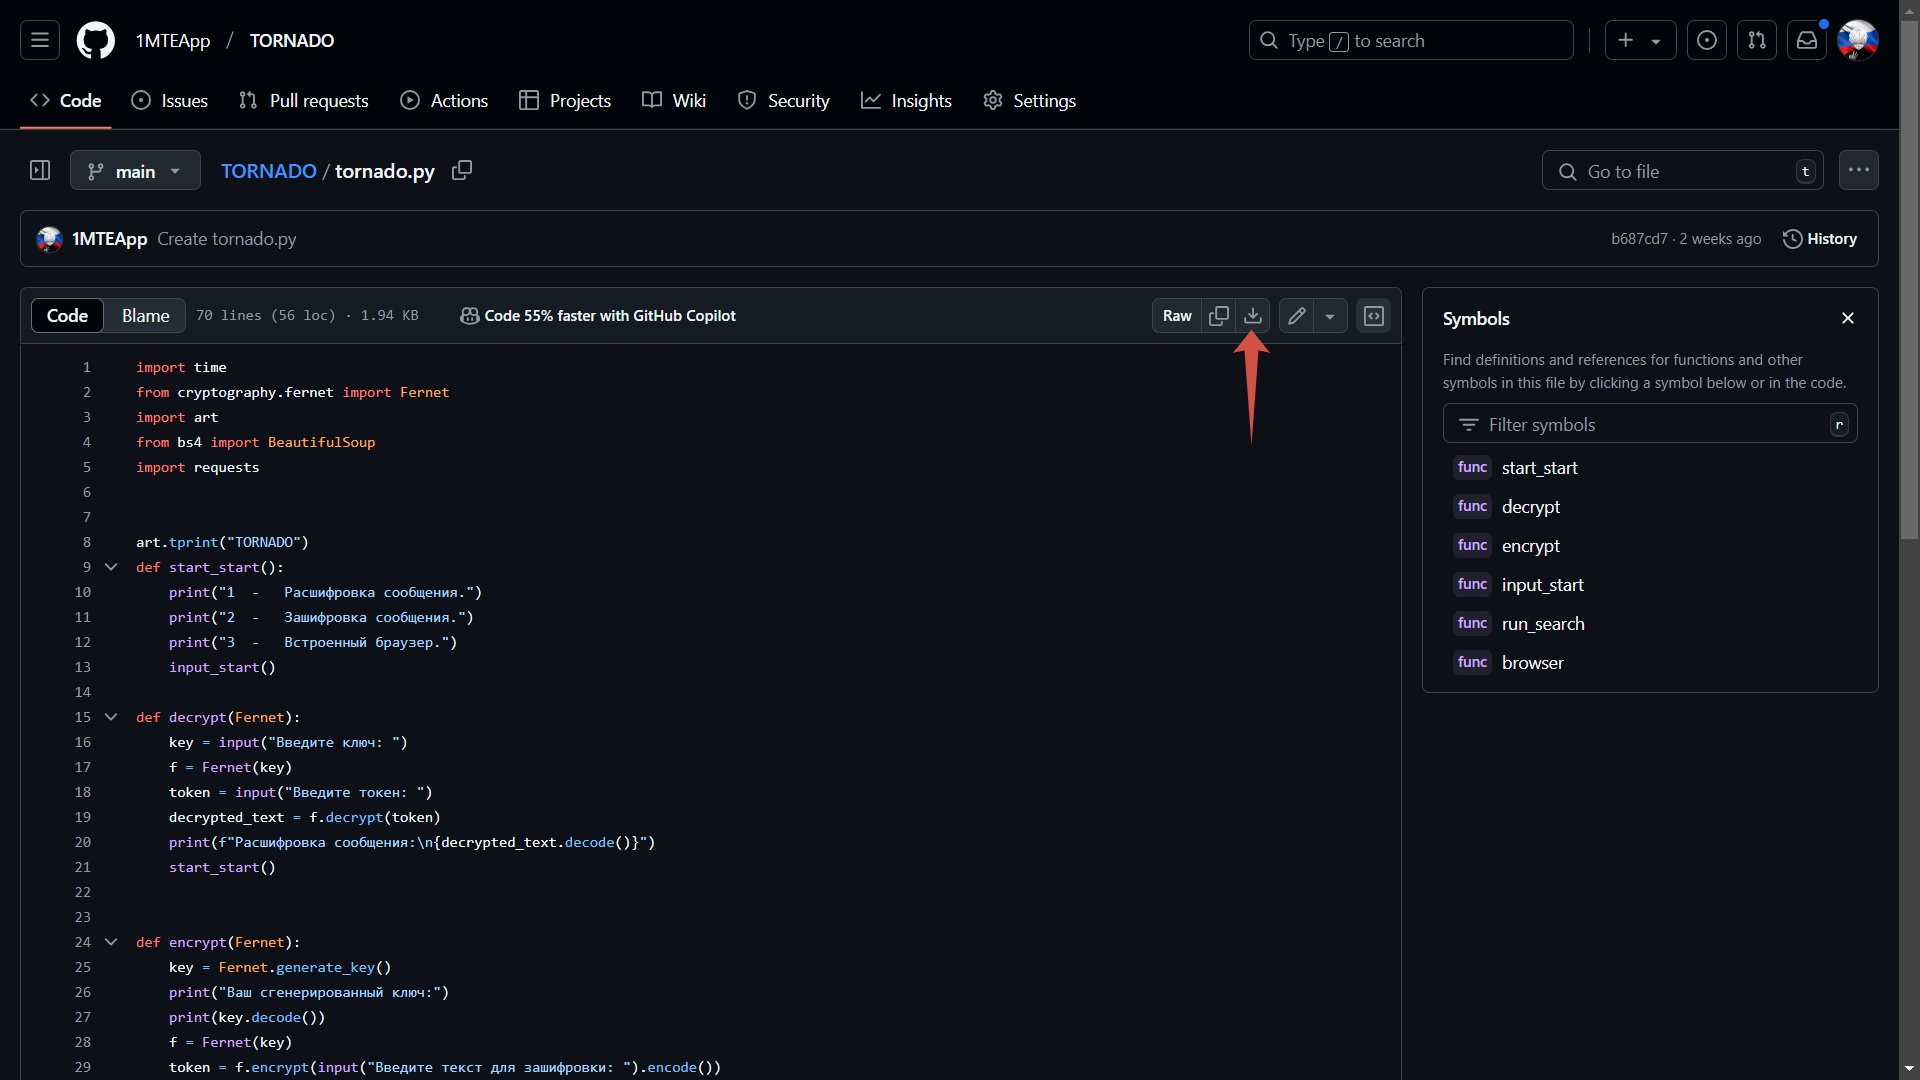 1MTEApp / TORNADO
Type / to search
Code
Issues
Pull requests
Actions
Projects
Wiki
Security
Insights
Settings
main
TORNADO / tornado.py
Go to file
t
1MTEApp Create tornado.py
b687cd7 · 2 weeks ago
History
Code
Blame
70 lines (56 loc) · 1.94 KB
Code 55% faster with GitHub Copilot
Raw
1 import time
2 from cryptography.fernet import Fernet
3 import art
4 from bs4 import BeautifulSoup
5 import requests
6
7
8 art.tprint("TORNADO")
9 def start_start():
10 print("1  -   Расшифровка сообщения.")
11 print("2  -   Зашифровка сообщения.")
12 print("3  -   Встроенный браузер.")
13 input_start()
14
15 def decrypt(Fernet):
16 key = input("Введите ключ: ")
17 f = Fernet(key)
18 token = input("Введите токен: ")
19 decrypted_text = f.decrypt(token)
20 print(f"Расшифровка сообщения:\n{decrypted_text.decode()}")
21 start_start()
22
23
24 def encrypt(Fernet):
25 key = Fernet.generate_key()
26 print("Ваш сгенерированный ключ:")
27 print(key.decode())
28 f = Fernet(key)
29 token = f.encrypt(input("Введите текст для зашифровки: ").encode())
Symbols
Find definitions and references for functions and other
symbols in this file by clicking a symbol below or in the code.
Filter symbols
r
func start_start
func decrypt
func encrypt
func input_start
func run_search
func browser